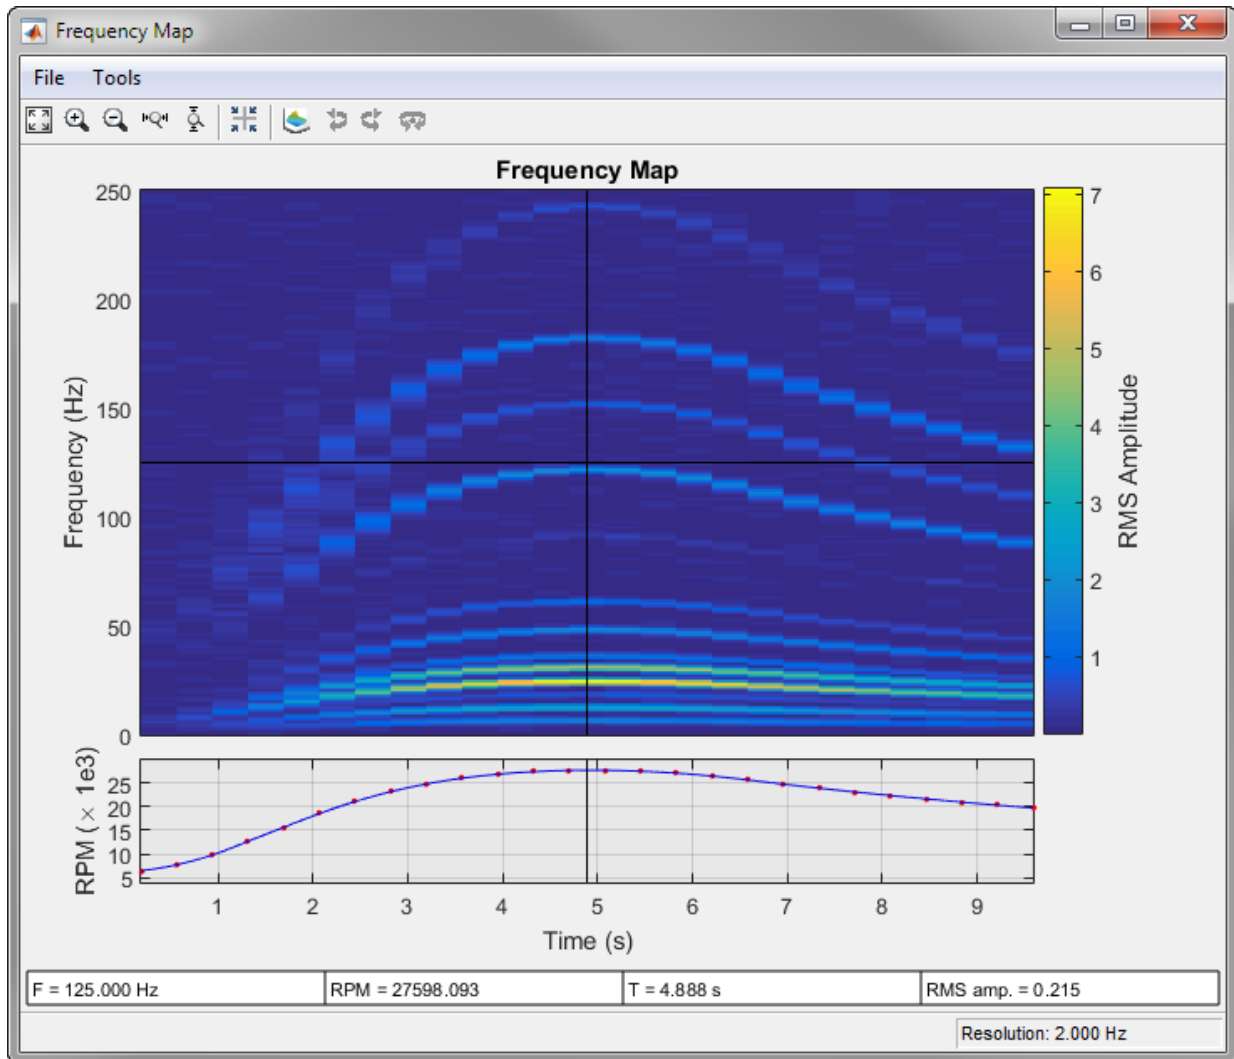 Frequency Map
File Tools
Frequency Map
250
200
150
100
50
0
Frequency (Hz)
7
6
5
4
3
2
1
RMS Amplitude
25
20
15
10
5
RPM ( × 1e3)
1 2 3 4 5 6 7 8 9
Time (s)
F = 125.000 Hz RPM = 27598.093 T = 4.888 s RMS amp. = 0.215
Resolution: 2.000 Hz